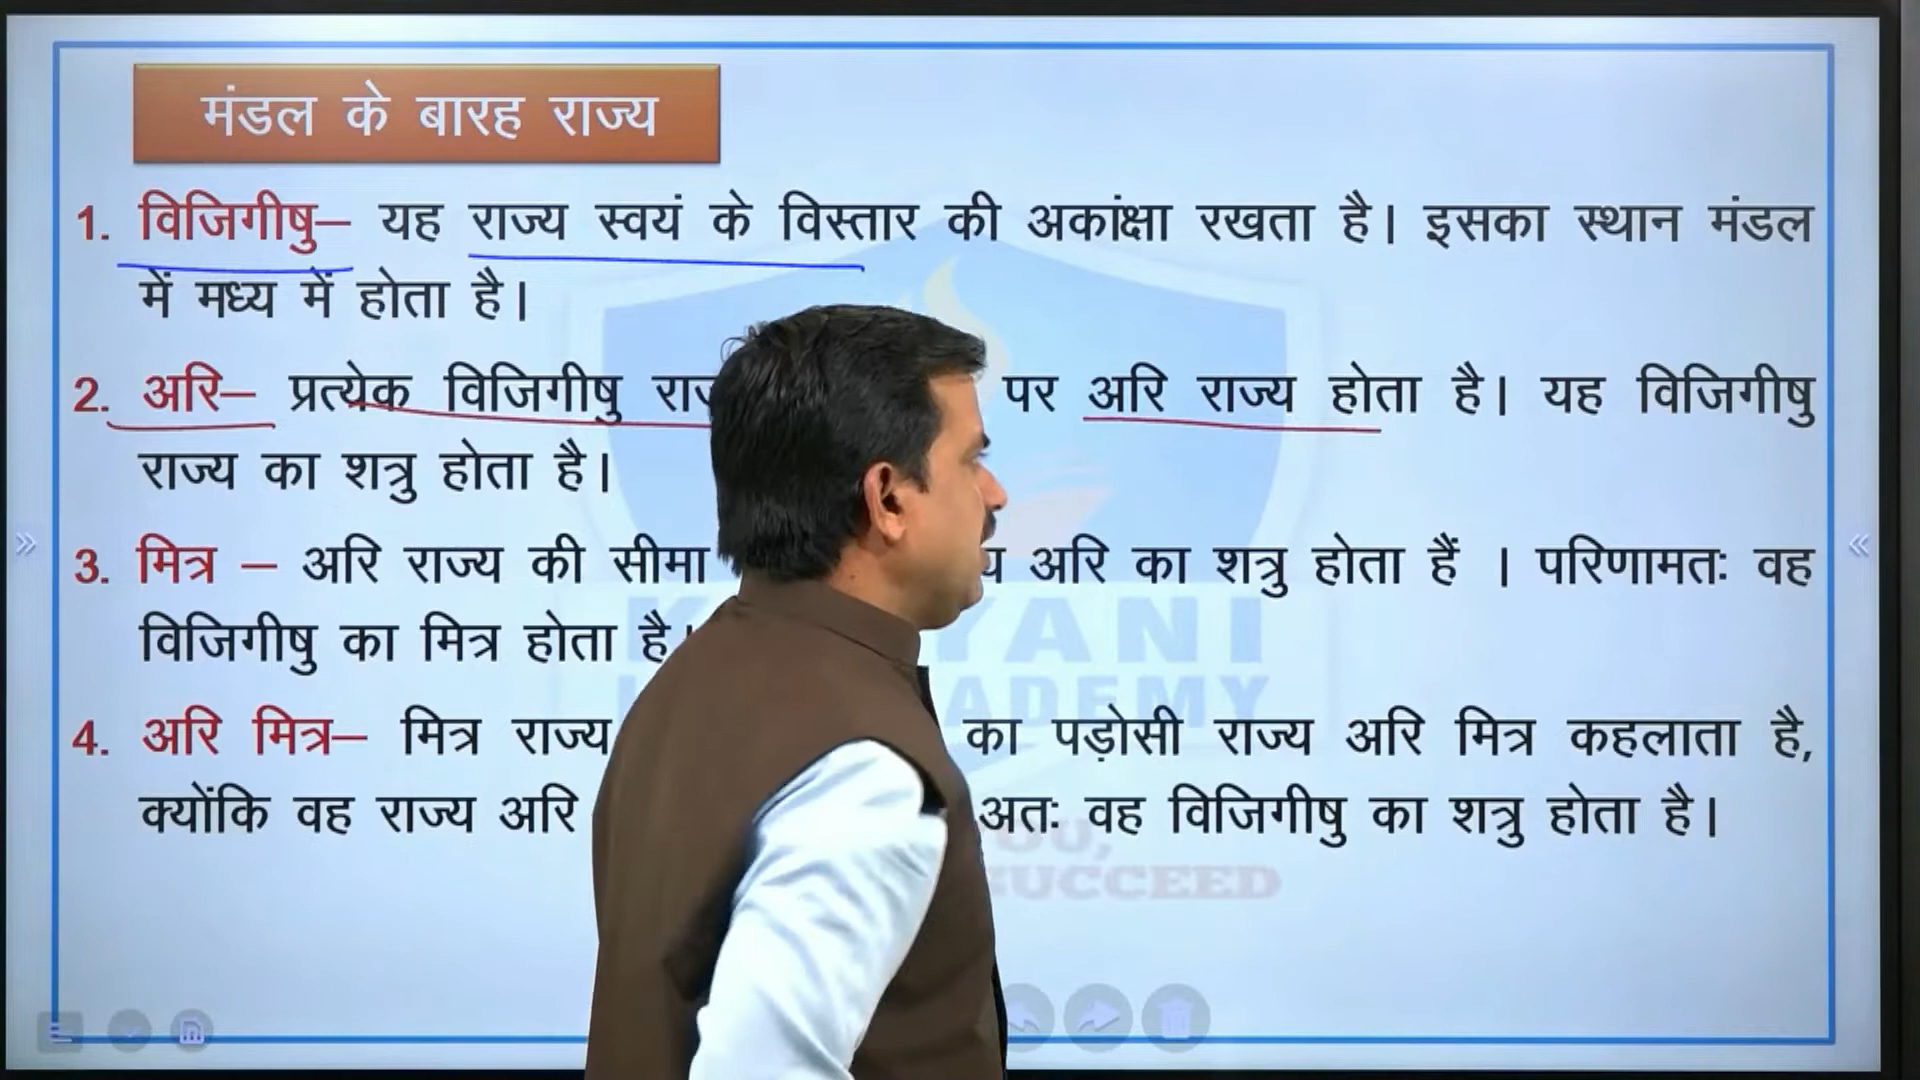 मंडल के बारह राज्य
1. विजिगीषु– यह राज्य स्वयं के विस्तार की अकांक्षा रखता है। इसका स्थान मंडल
में मध्य में होता है।
2. अरि– प्रत्येक विजिगीषु पर अरि राज्य होता है। यह विजिगीषु
राज्य का शत्रु होता है।
3. मित्र – अरि राज्य की सीमा अरि का शत्रु होता हैं । परिणामतः वह
विजिगीषु का मित्र होता है।
4. अरि मित्र– मित्र राज्य का पड़ोसी राज्य अरि मित्र कहलाता है,
क्योंकि वह राज्य अरि अतः वह विजिगीषु का शत्रु होता है।